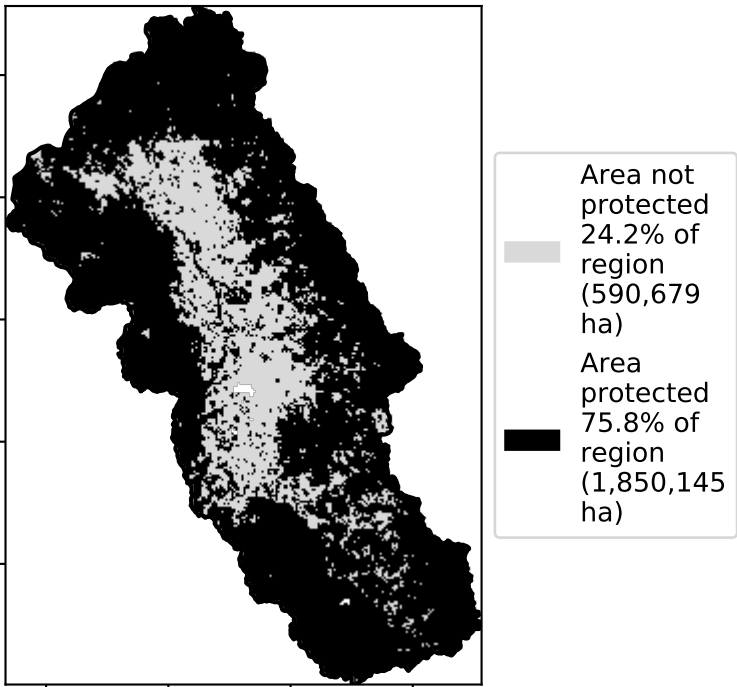 Area not
protected
24.2% of
region
(590,679
ha)
Area
protected
75.8% of
region
(1,850,145
ha)